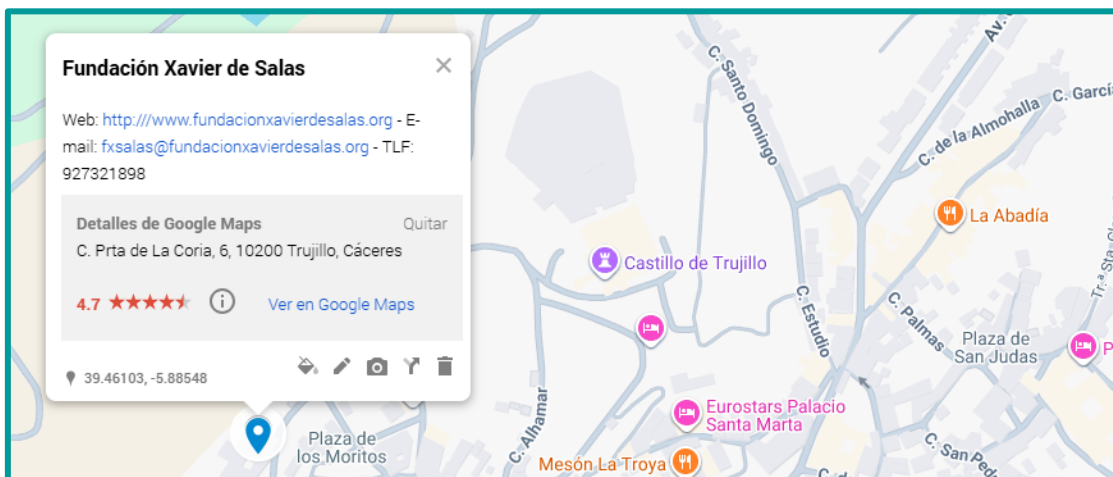 Fundación Xavier de Salas
Web: http:///www.fundacionxavierdesalas.org - E-
mail: fxsalas@fundacionxavierdesalas.org - TLF:
927321898
Detalles de Google Maps
Quitar
C. Prta de La Coria, 6, 10200 Trujillo, Cáceres
4.7
Ver en Google Maps
39.46103, -5.88548
C. Santo Domingo
C. García
C. de la Almohalla
La Abadía
Castillo de Trujillo
C. Estudio
C. Palmas
Plaza de
San Judas
Eurostars Palacio
Santa Marta
Plaza de
los Moritos
C. Alhamar
Mesón La Troya